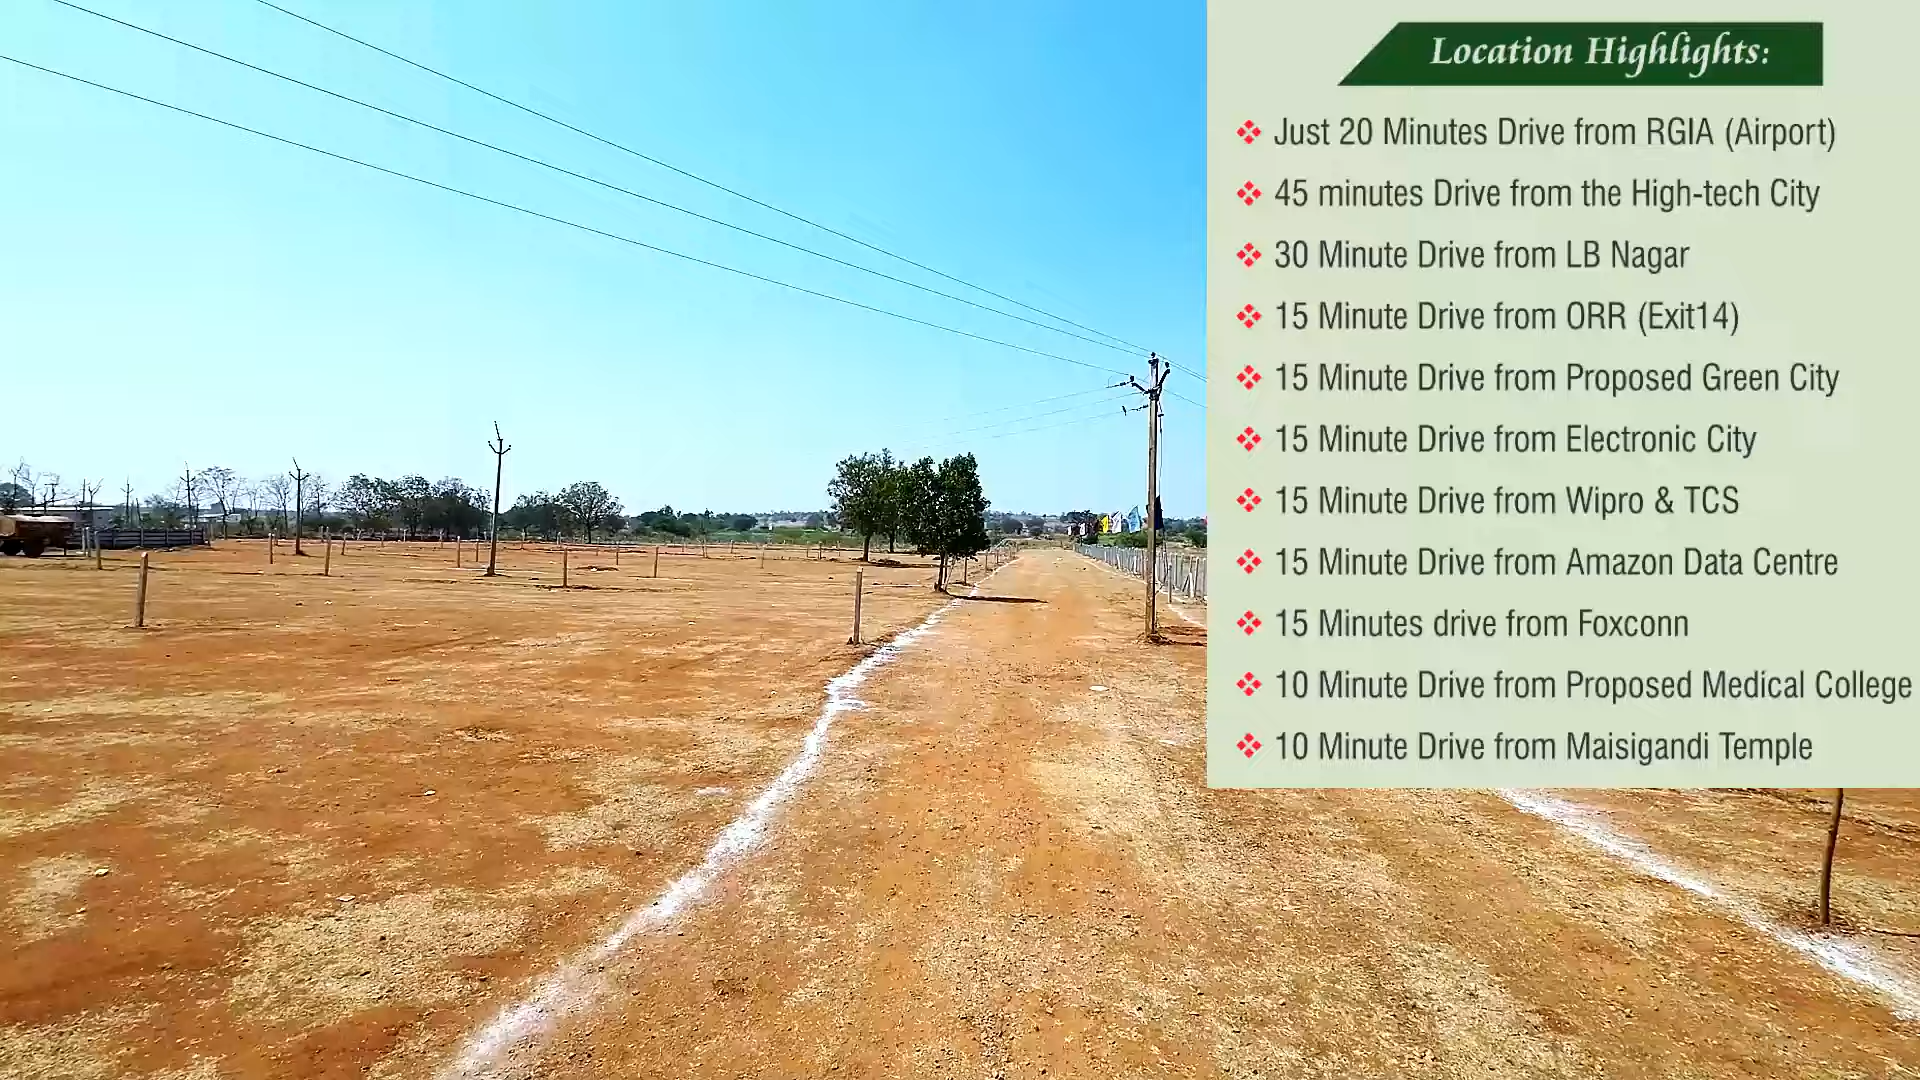 Location Highlights:
Just 20 Minutes Drive from RGIA (Airport)
45 minutes Drive from the High-tech City
30 Minute Drive from LB Nagar
15 Minute Drive from ORR (Exit14)
15 Minute Drive from Proposed Green City
15 Minute Drive from Electronic City
15 Minute Drive from Wipro & TCS
15 Minute Drive from Amazon Data Centre
15 Minutes drive from Foxconn
10 Minute Drive from Proposed Medical College
10 Minute Drive from Maisigandi Temple